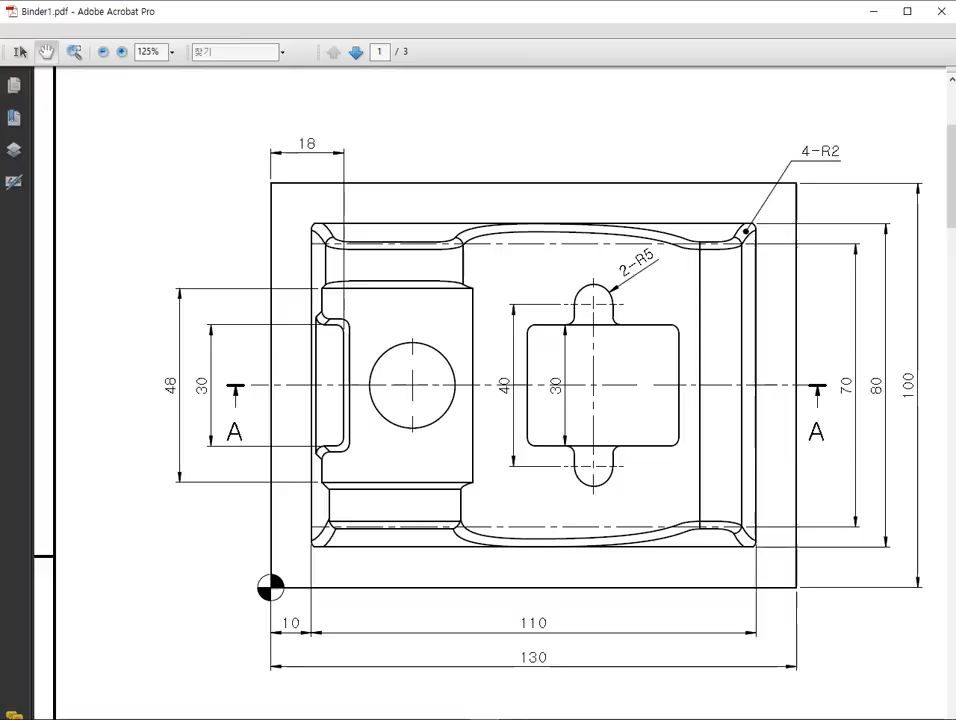 Binder1.pdf - Adobe Acrobat Pro
125%
찾기
1
/ 3
18
4-R2
2-R5
48
30
40
30
70
80
100
A
A
10
110
130